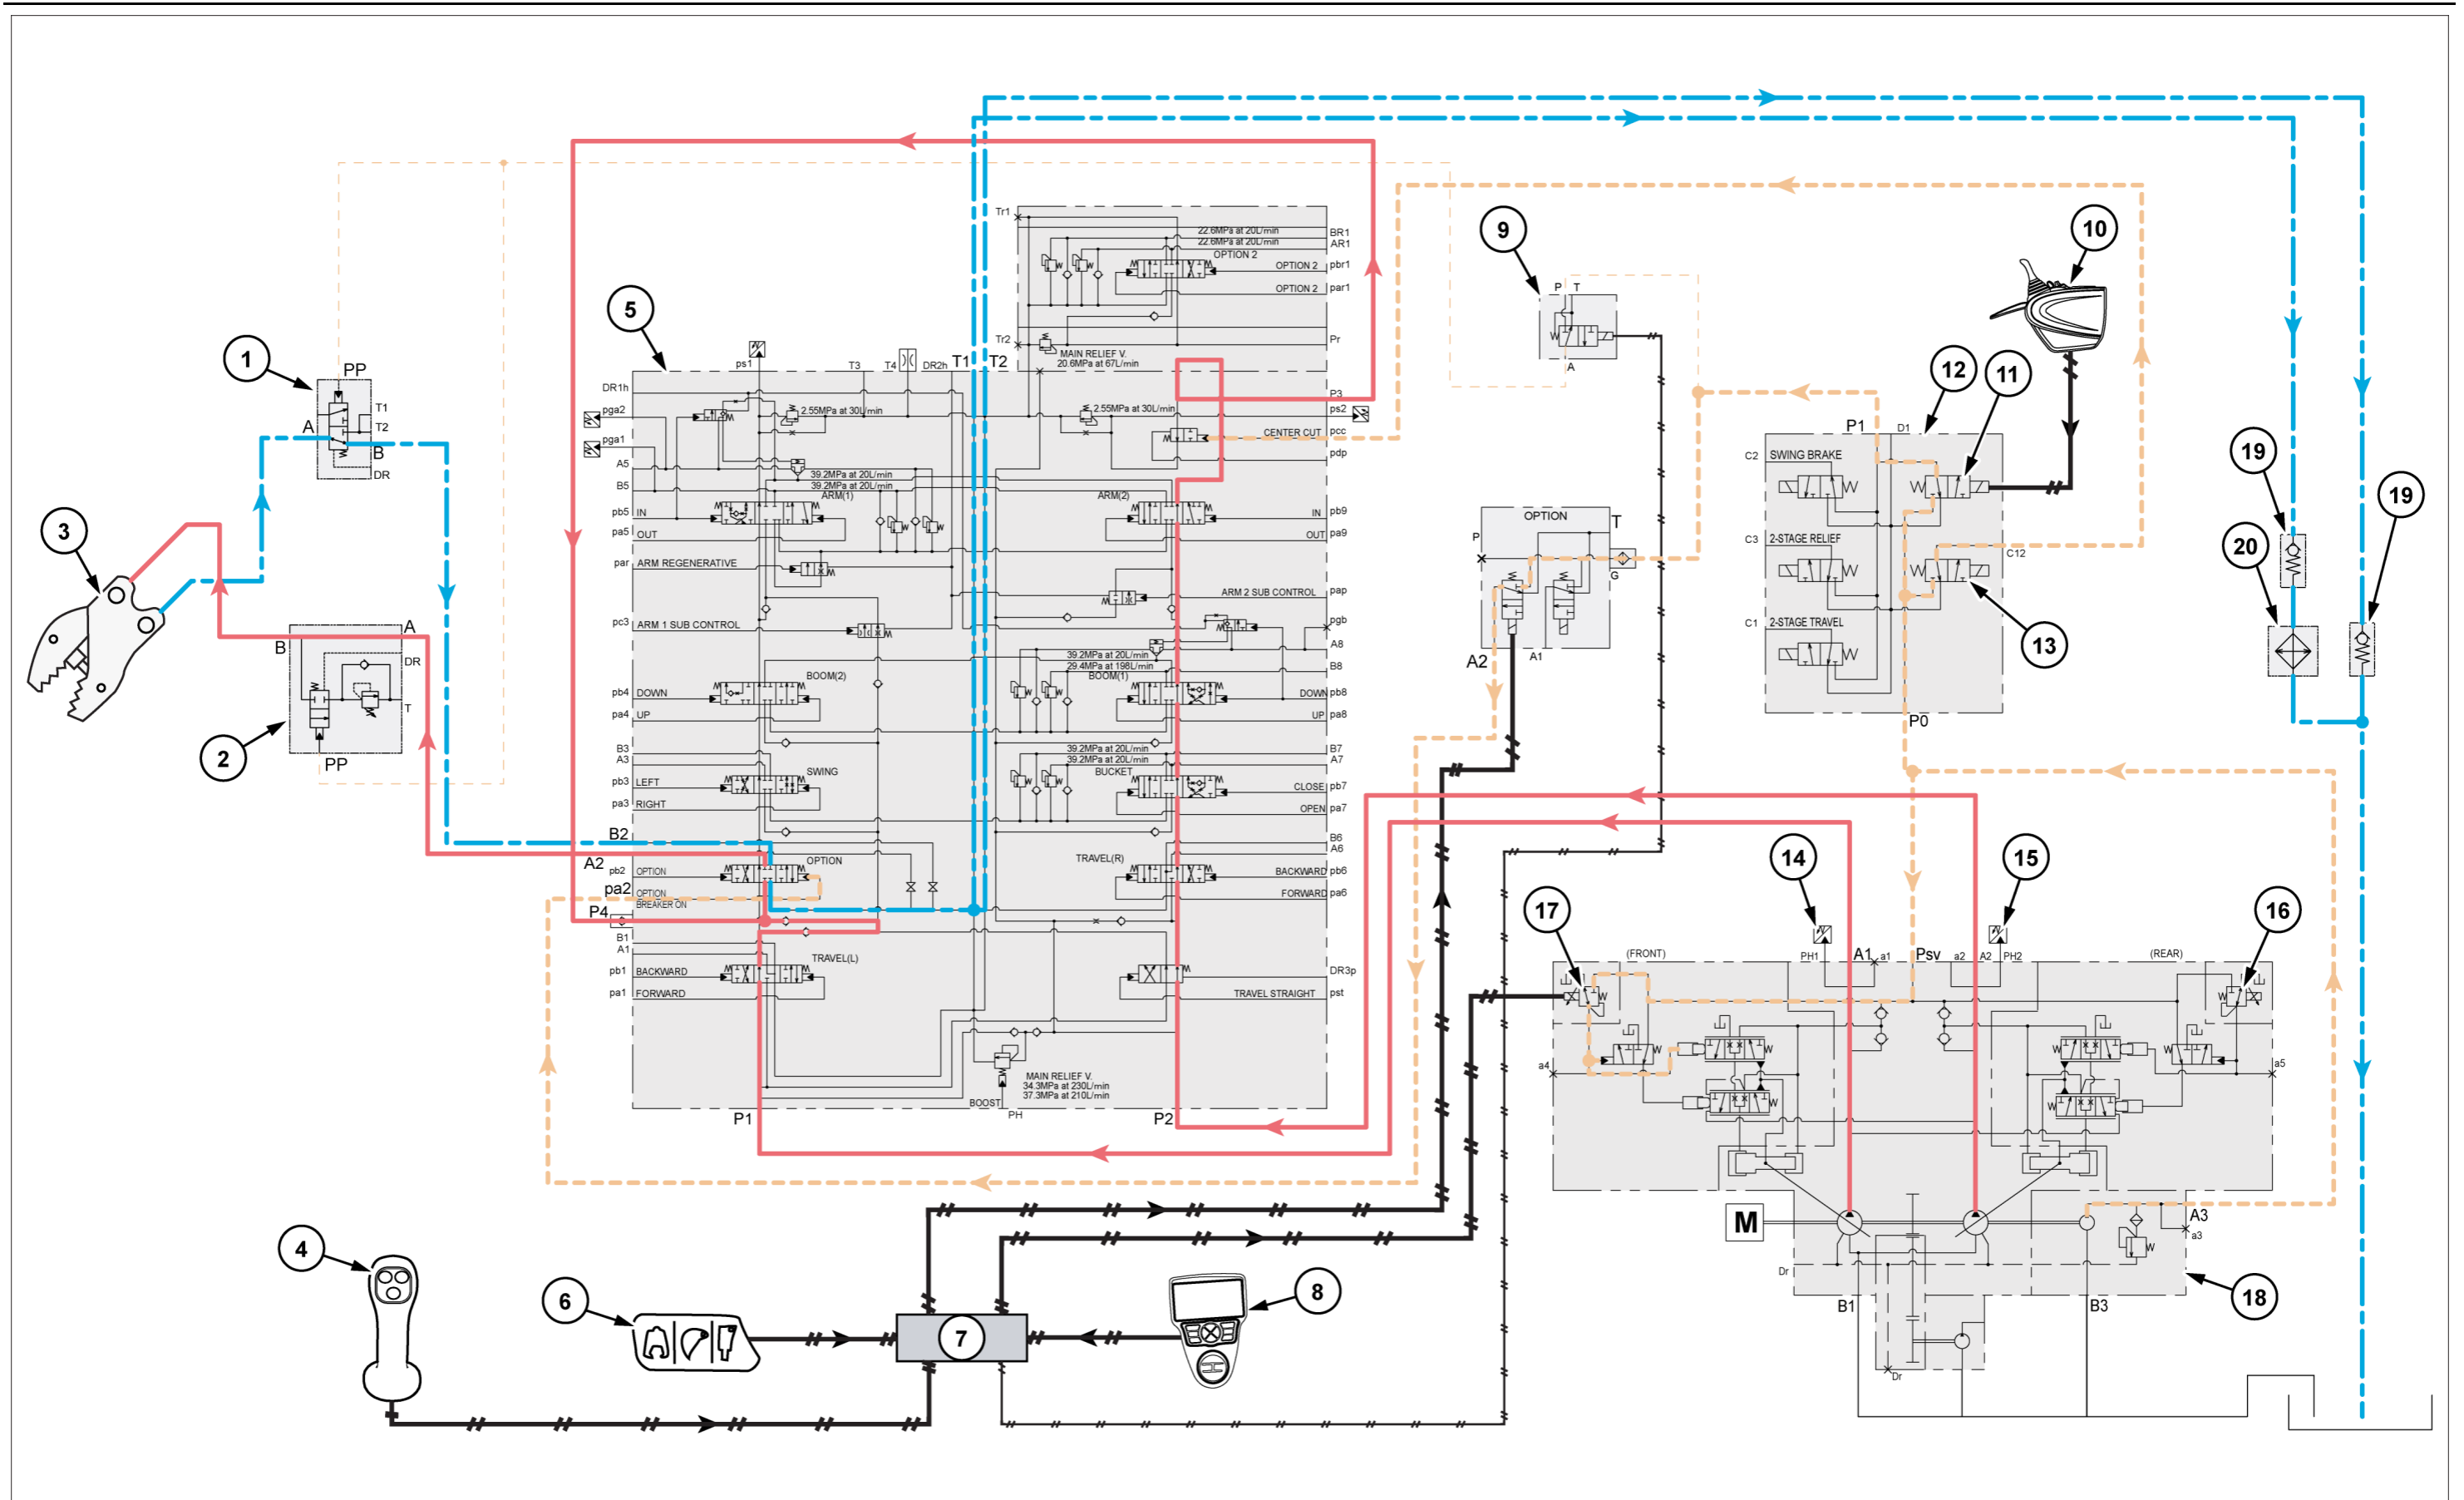 Tr1
22.6MPa at 20L/min
BR1
22.6MPa at 20L/min
AR1
OPTION 2
OPTION 2
pbr1
OPTION 2
par1
Tr2
Pr
MAIN RELIEF V.
20.6MPa at 67L/min
9
P T
A
10
5
1
PP
T1
A
T2
B
DR
ps1
T3
T4
DR2h
T1
T2
DR1h
P3
pga2
2.55MPa at 30L/min
2.55MPa at 30L/min
ps2
CENTER CUT
pcc
pga1
pdp
A5
39.2MPa at 20L/min
B5
39.2MPa at 20L/min
ARM(1)
ARM(2)
pb5
IN
IN
pb9
pa5
OUT
OUT
pa9
par
ARM REGENERATIVE
ARM 2 SUB CONTROL
pap
pc3
ARM 1 SUB CONTROL
pgb
A8
39.2MPa at 20L/min
B8
29.4MPa at 198L/min
BOOM(2)
BOOM(1)
pb4
DOWN
DOWN
pb8
pa4
UP
UP
pa8
B3
39.2MPa at 20L/min
B7
A3
39.2MPa at 20L/min
A7
SWING
BUCKET
pb3
LEFT
CLOSE
pb7
pa3
RIGHT
OPEN
pa7
B2
B6
A6
A2
OPTION
TRAVEL(R)
pb2
OPTION
BACKWARD
pb6
pa2
OPTION
FORWARD
pa6
BREAKER ON
P4
B1
A1
TRAVEL(L)
pb1
BACKWARD
DR3p
pa1
FORWARD
TRAVEL STRAIGHT
pst
MAIN RELIEF V.
34.3MPa at 230L/min
37.3MPa at 210L/min
BOOST
PH
P1
P2
3
B
A
DR
T
2
PP
12
11
P1
D1
C2
SWING BRAKE
C3
2-STAGE RELIEF
C12
C1
2-STAGE TRAVEL
13
P0
OPTION
T
P
G
A2
A1
19
20
19
14
15
17
16
(FRONT)
PH1
A1
a1
Psv
a2
A2
PH2
(REAR)
a4
a5
M
A3
a3
Dr
18
B1
B3
Dr
4
6
7
8